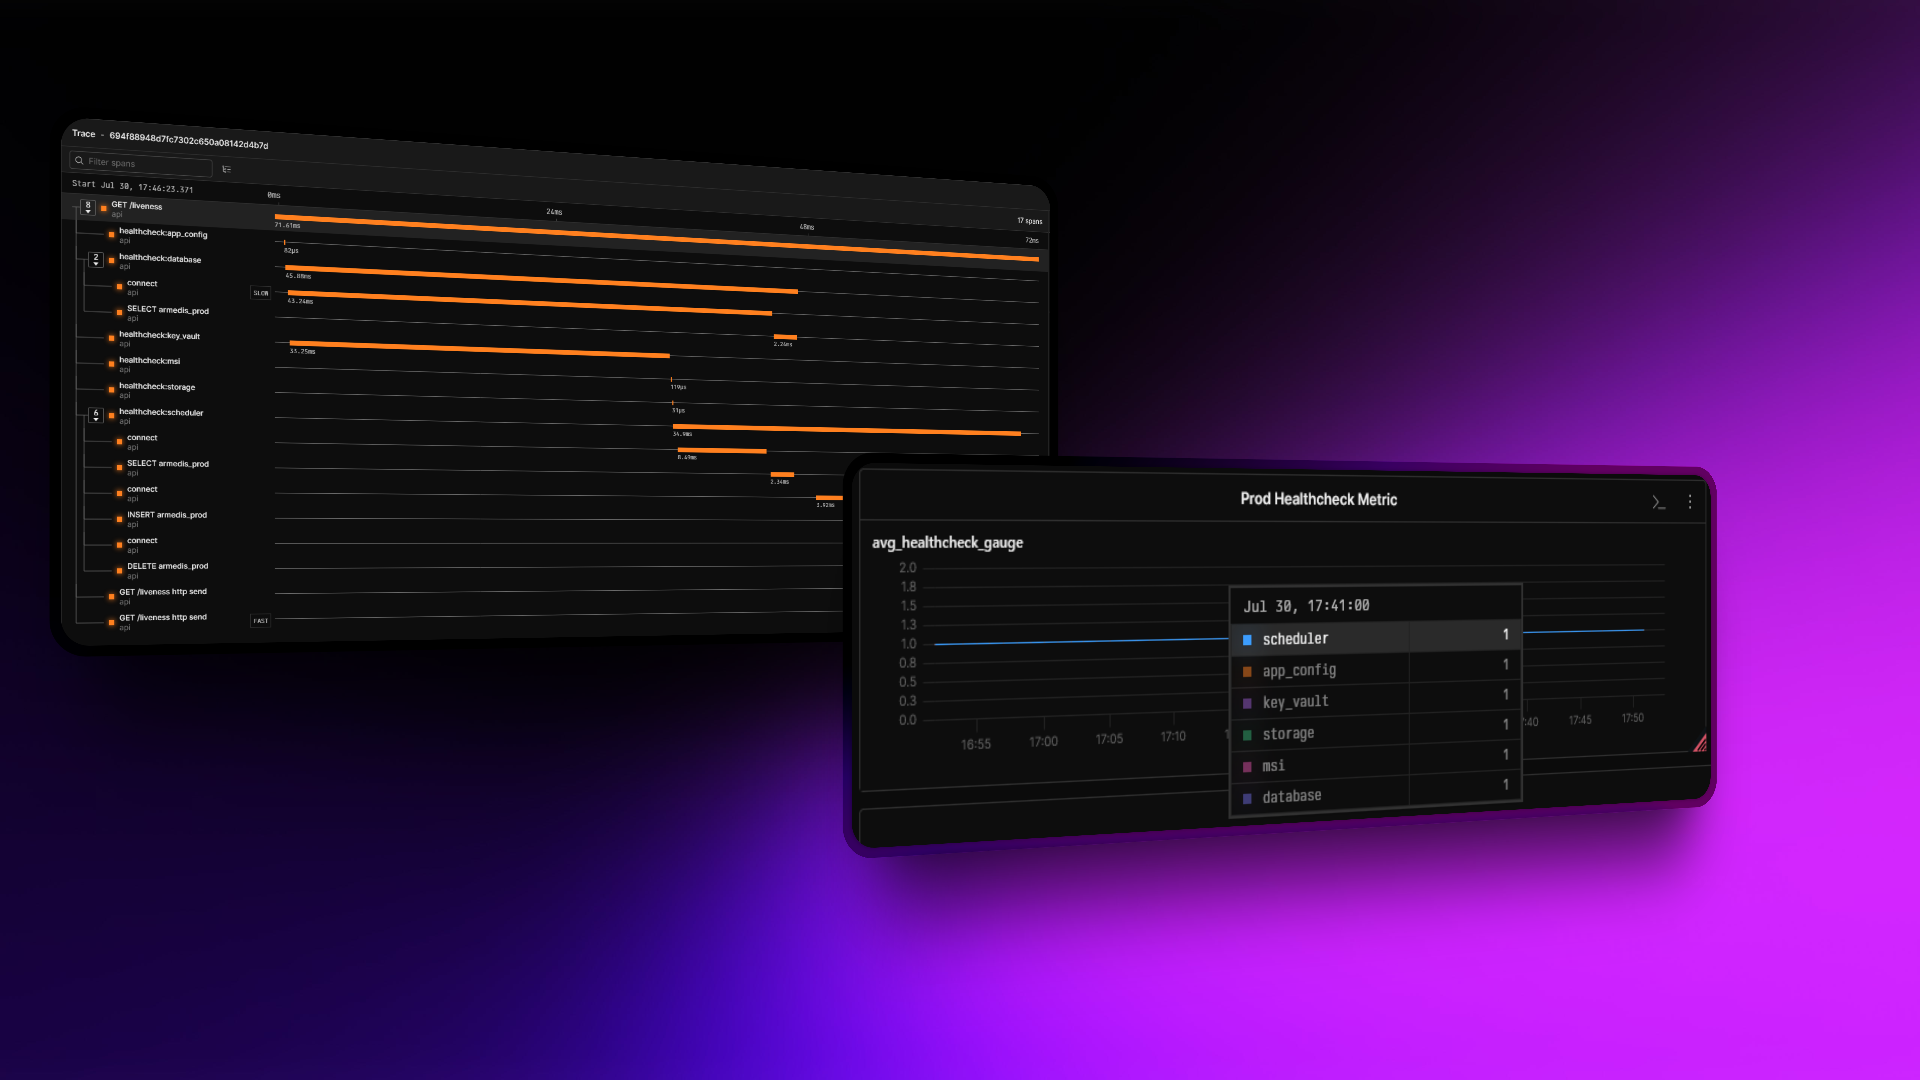 Trace - 694f88948d7fc7302c650a08142d4b7d
Filter spans
Start Jul 30, 17:46:23.371
0ms
24ms
48ms
17 spans
72ms
8
GET /liveness
api
71.61ms
healthcheck:app_config
api
82µs
2
healthcheck:database
api
45.88ms
connect
api
SLOW
43.24ms
SELECT armedis_prod
api
2.24ms
healthcheck:key_vault
api
33.25ms
healthcheck:msi
api
119µs
healthcheck:storage
api
31µs
6
healthcheck:scheduler
api
34.9ms
connect
api
8.49ms
SELECT armedis_prod
api
2.34ms
connect
api
3.92ms
INSERT armedis_prod
api
connect
api
DELETE armedis_prod
api
GET /liveness http send
api
GET /liveness http send
api
FAST
Prod Healthcheck Metric
avg_healthcheck_gauge
2.0
1.8
1.5
1.3
1.0
0.8
0.5
0.3
0.0
16:55
17:00
17:05
17:10
1
:40
17:45
17:50
Jul 30, 17:41:00
scheduler 1
app_config 1
key_vault 1
storage 1
msi 1
database 1